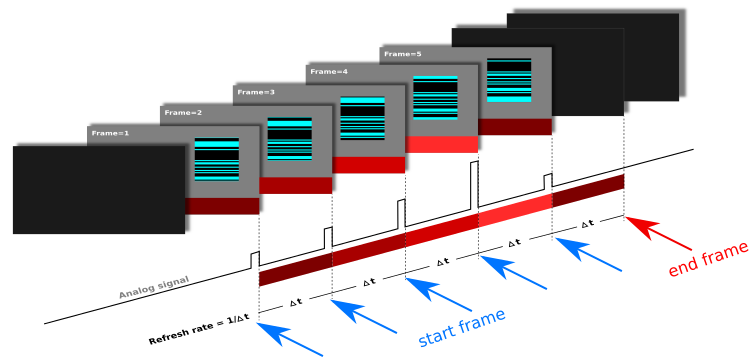 Frame=1
Frame=2
Frame=3
Frame=4
Frame=5
Analog signal
Refresh rate = 1/Δt
Δt
Δt
Δt
Δt
Δt
start frame
end frame